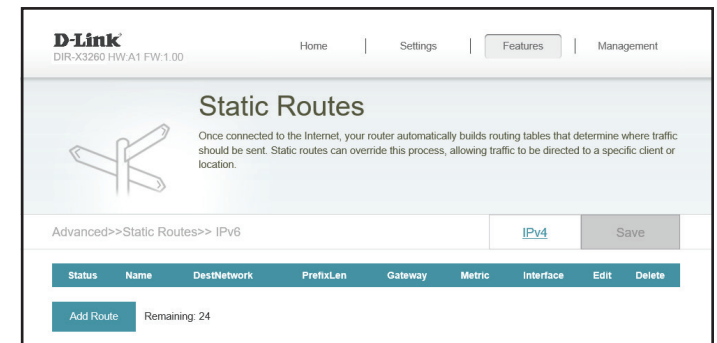 D-Link
DIR-X3260 HW:A1 FW:1.00
Home | Settings | Features | Management
Static Routes
Once connected to the Internet, your router automatically builds routing tables that determine where traffic
should be sent. Static routes can override this process, allowing traffic to be directed to a specific client or
location.
Advanced>>Static Routes>> IPv6 IPv4 Save
Status Name DestNetwork PrefixLen Gateway Metric Interface Edit Delete
Add Route Remaining: 24